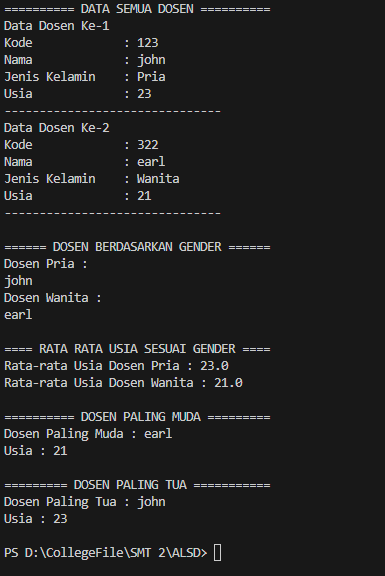 ========== DATA SEMUA DOSEN ==========
Data Dosen Ke-1
Kode             : 123
Nama             : john
Jenis Kelamin    : Pria
Usia             : 23
-------------------------------
Data Dosen Ke-2
Kode             : 322
Nama             : earl
Jenis Kelamin    : Wanita
Usia             : 21
-------------------------------

====== DOSEN BERDASARKAN GENDER ======
Dosen Pria :
john
Dosen Wanita :
earl

==== RATA RATA USIA SESUAI GENDER ====
Rata-rata Usia Dosen Pria : 23.0
Rata-rata Usia Dosen Wanita : 21.0

========== DOSEN PALING MUDA =========
Dosen Paling Muda : earl
Usia : 21

========= DOSEN PALING TUA ===========
Dosen Paling Tua : john
Usia : 23

PS D:\CollegeFile\SMT 2\ALSD>